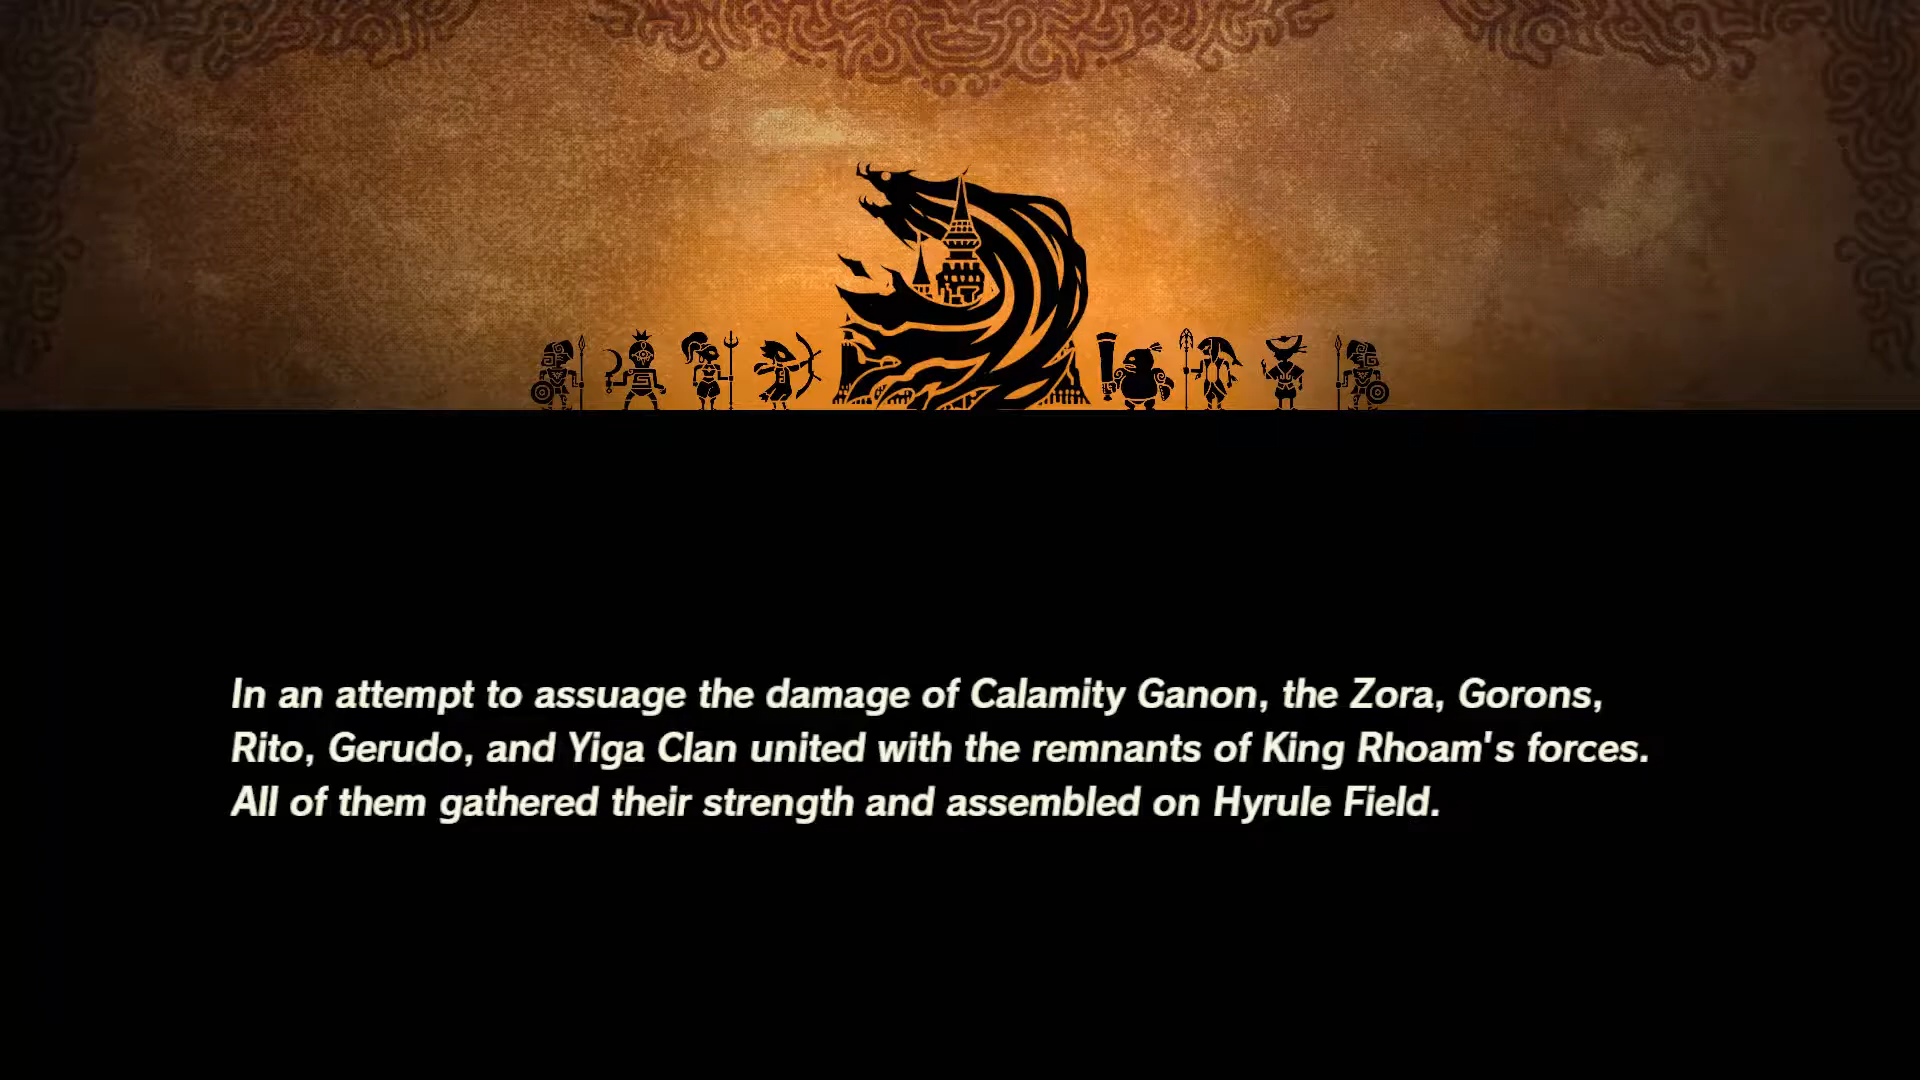 In an attempt to assuage the damage of Calamity Ganon, the Zora, Gorons,
Rito, Gerudo, and Yiga Clan united with the remnants of King Rhoam's forces.
All of them gathered their strength and assembled on Hyrule Field.